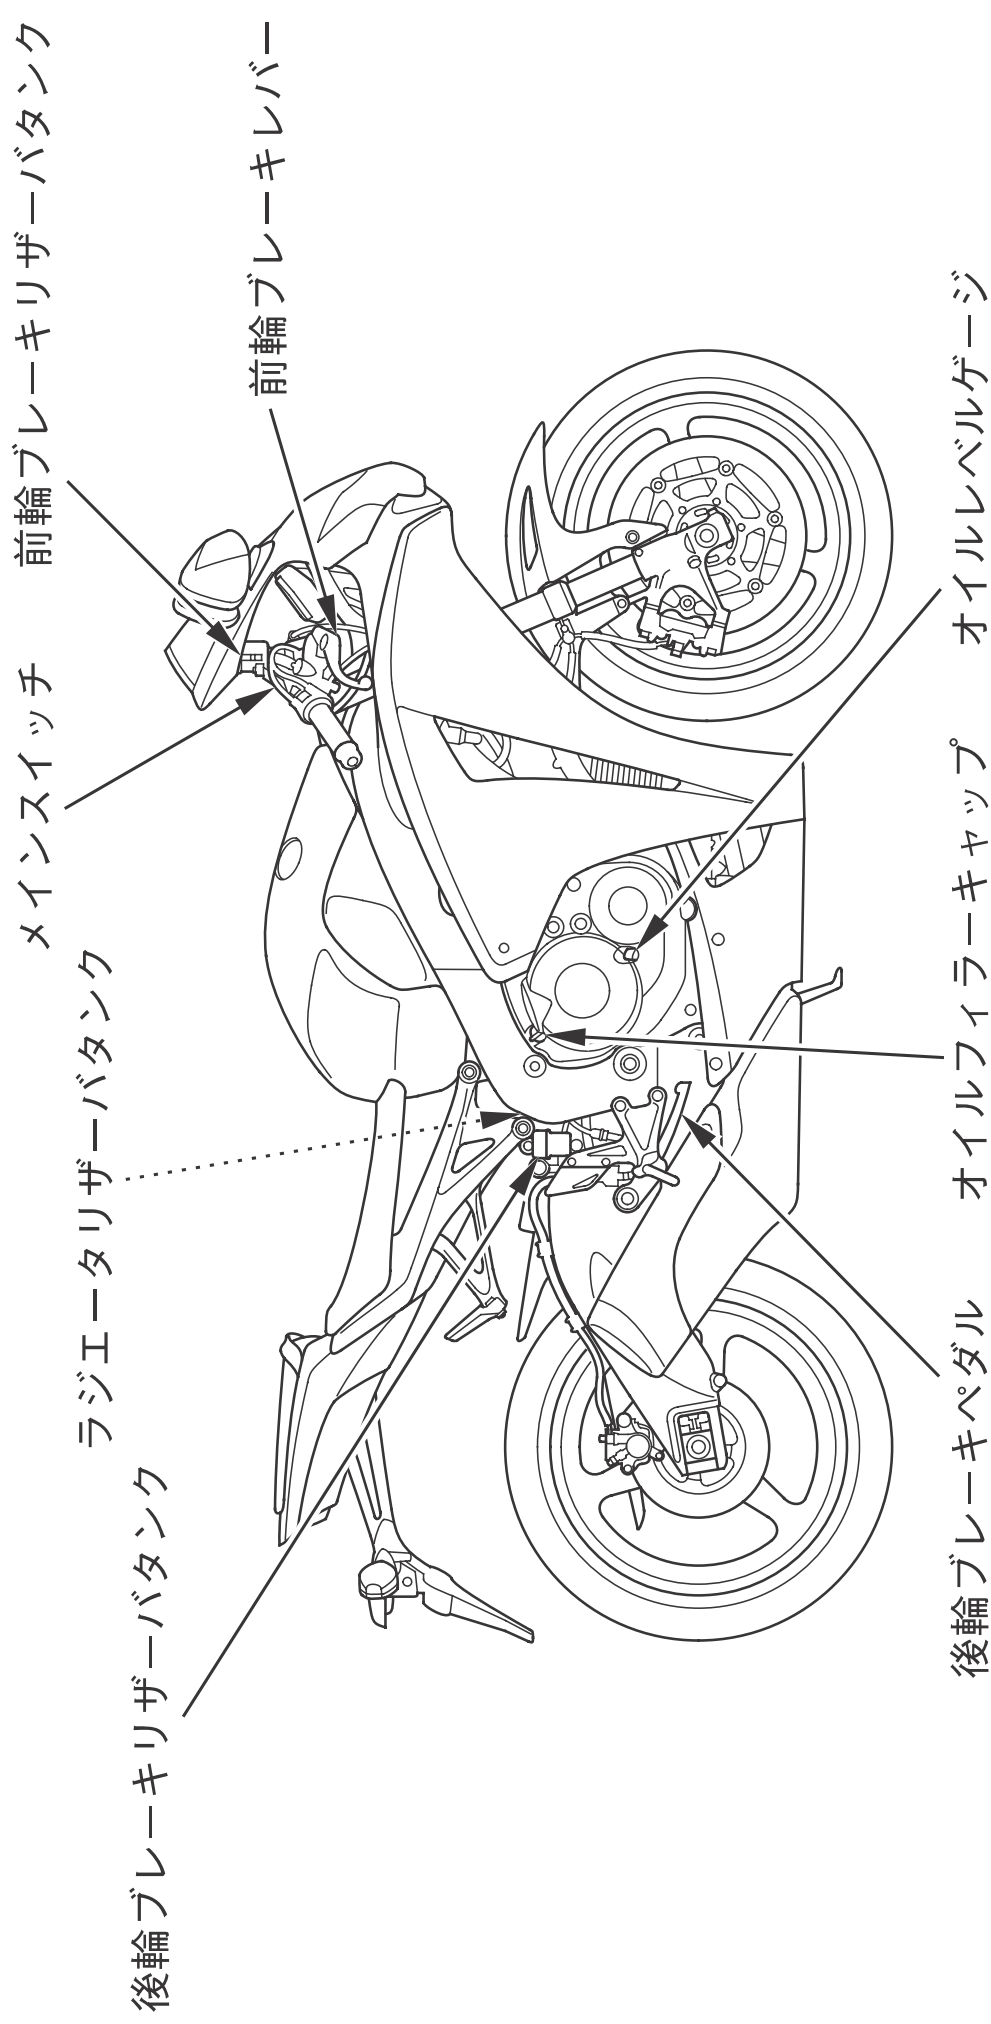 後輪ブレーキリザーバタンク
ラジエータリザーバタンク
メインスイッチ
前輪ブレーキリザーバタンク
前輪ブレーキレバー
後輪ブレーキペダル
オイルフィラーキャップ
オイルレベルゲージ